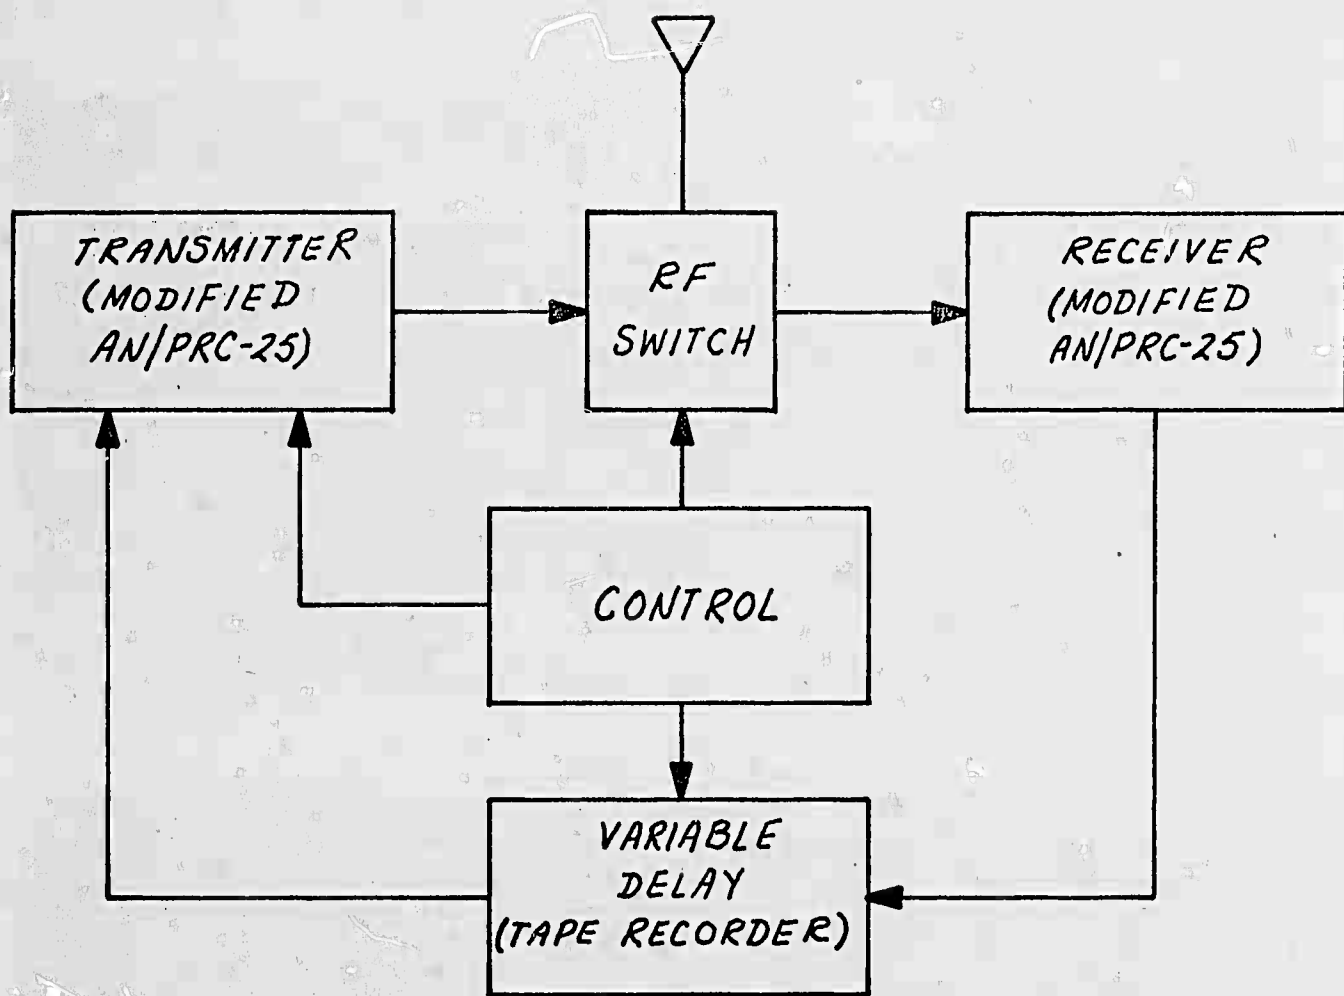 TRANSMITTER
(MODIFIED
AN/PRC-25)
RF
SWITCH
RECEIVER
(MODIFIED
AN/PRC-25)
CONTROL
VARIABLE
DELAY
(TAPE RECORDER)